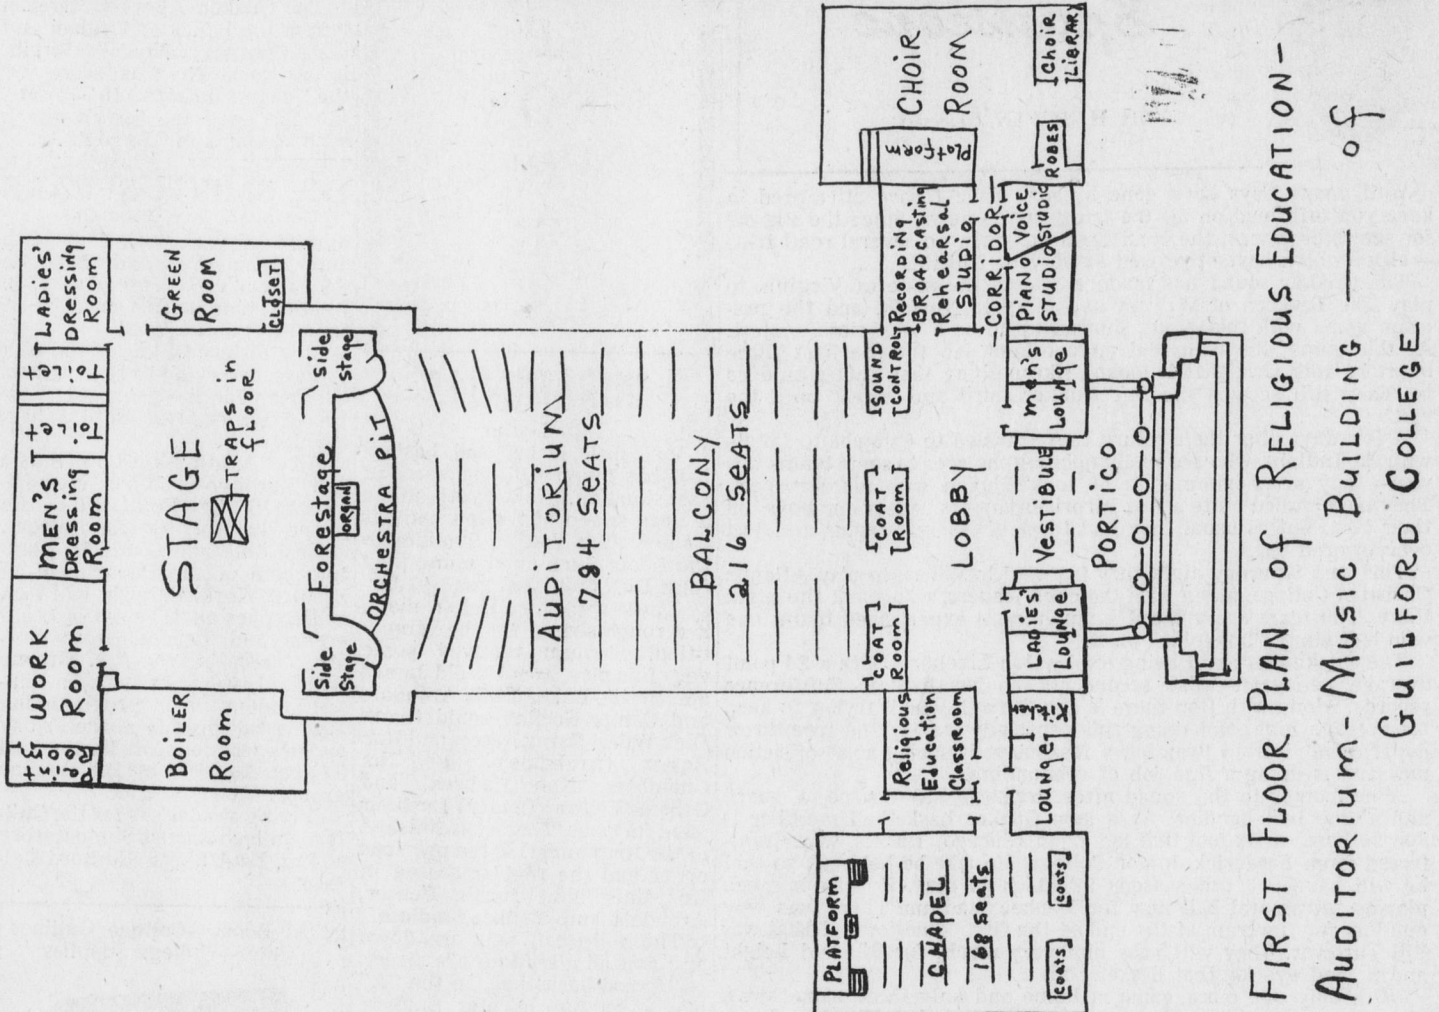 LADIES'
DRESSING
ROOM
GREEN
ROOM
CLOSET
Toilet
Toilet
MEN'S
DRESSING
ROOM
WORK
ROOM
BOILER
ROOM
STAGE
TRAPS in
FLOOR
Side
Stage
Forestage
ORGAN
Side
Stage
ORCHESTRA PIT
AUDITORIUM
784 SEATS
BALCONY
216 SEATS
CHOIR
ROOM
Choir
LIBRARY
Platform
ROBES
Recording
BROADCASTING
Rehearsal
STUDIO
CORRIDOR
PIANO
STUDIO
VOICE
STUDIO
SOUND
CONTROL
men's
LOUNGE
COAT
ROOM
LOBBY
COAT
ROOM
Vestibule
PORTICO
LADIES'
LOUNGE
Religious
Education
Classroom
LOUNGE
PLATFORM
CHAPEL
168 seats
Coats
Coats
FIRST FLOOR PLAN OF RELIGIOUS EDUCATION-
AUDITORIUM-MUSIC BUILDING — of
GUILFORD COLLEGE